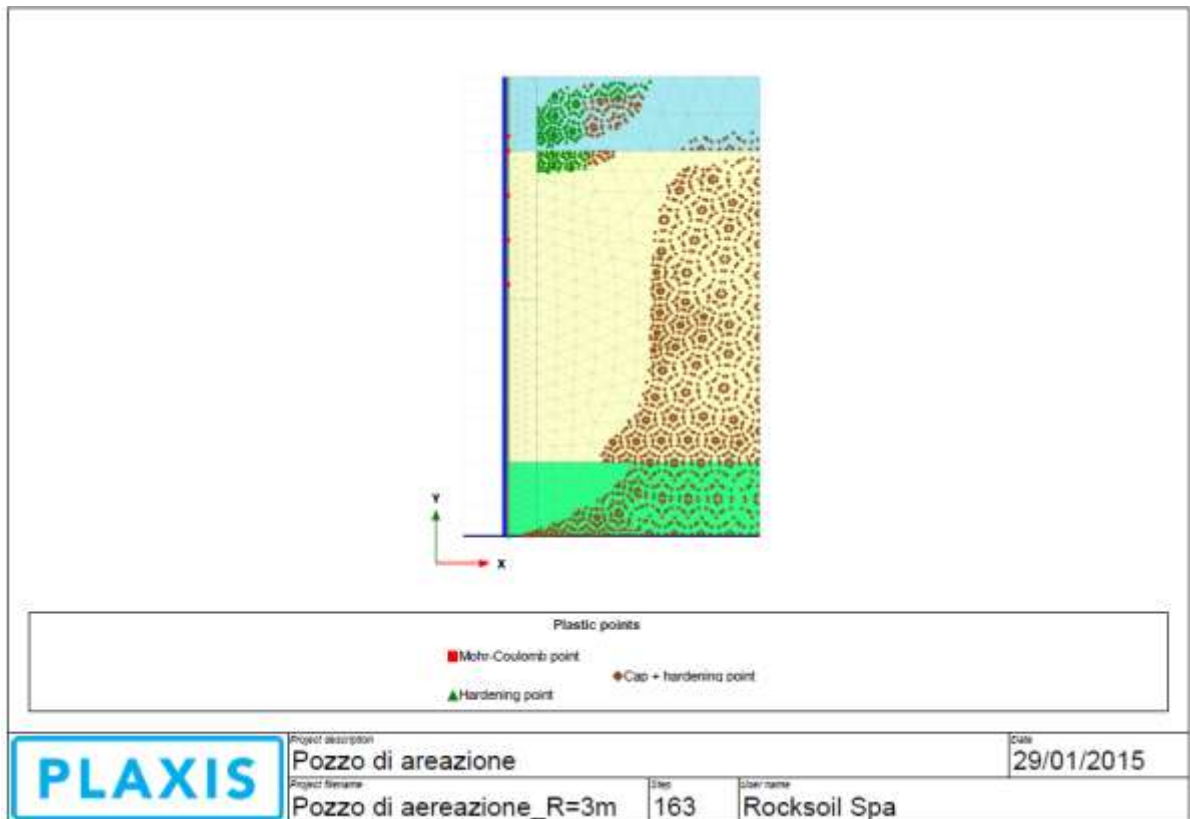 Y
X
Plastic points
Mohr-Coulomb point
Cap + hardening point
Hardening point
PLAXIS
Project description
Pozzo di areazione
Date
29/01/2015
Project filename
Pozzo di aereazione_R=3m
Step
163
User name
Rocksoil Spa